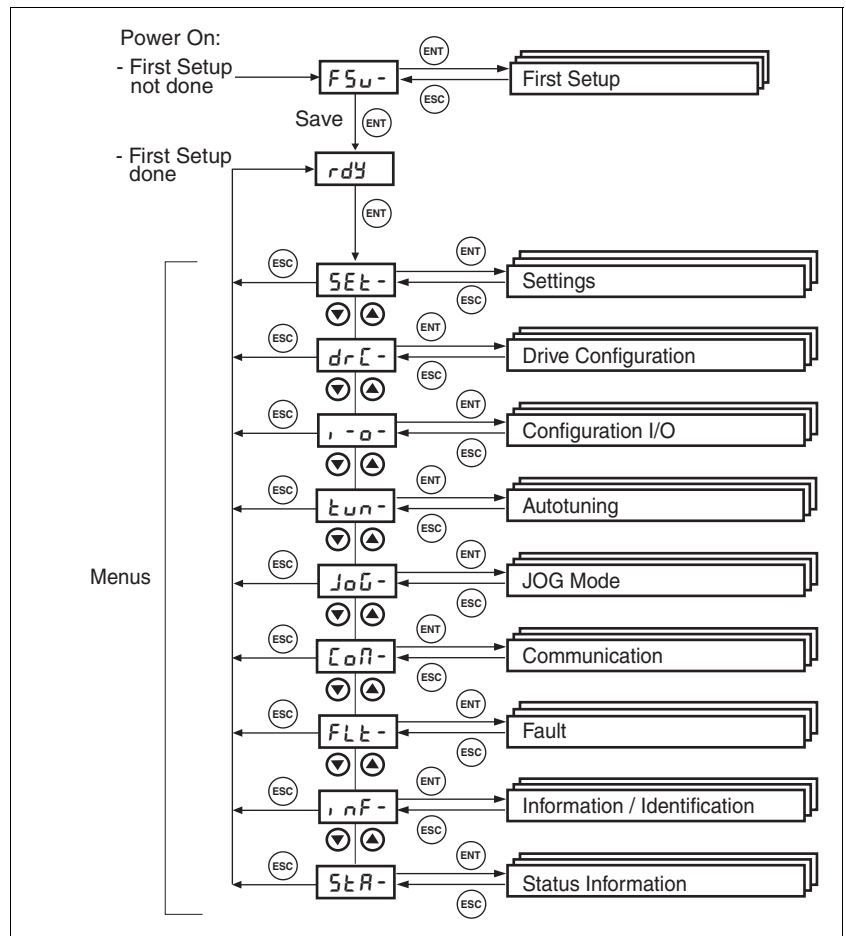 Power On:
- First Setup
not done
FSu-
ENT
ESC
First Setup
Save
ENT
- First Setup
done
rdY
ENT
Menus
ESC
SEt-
ENT
ESC
Settings
ESC
drC-
ENT
ESC
Drive Configuration
ESC
i-o-
ENT
ESC
Configuration I/O
ESC
tun-
ENT
ESC
Autotuning
ESC
JoG-
ENT
ESC
JOG Mode
ESC
CoM-
ENT
ESC
Communication
ESC
FLt-
ENT
ESC
Fault
ESC
inF-
ENT
ESC
Information / Identification
ESC
StA-
ENT
ESC
Status Information